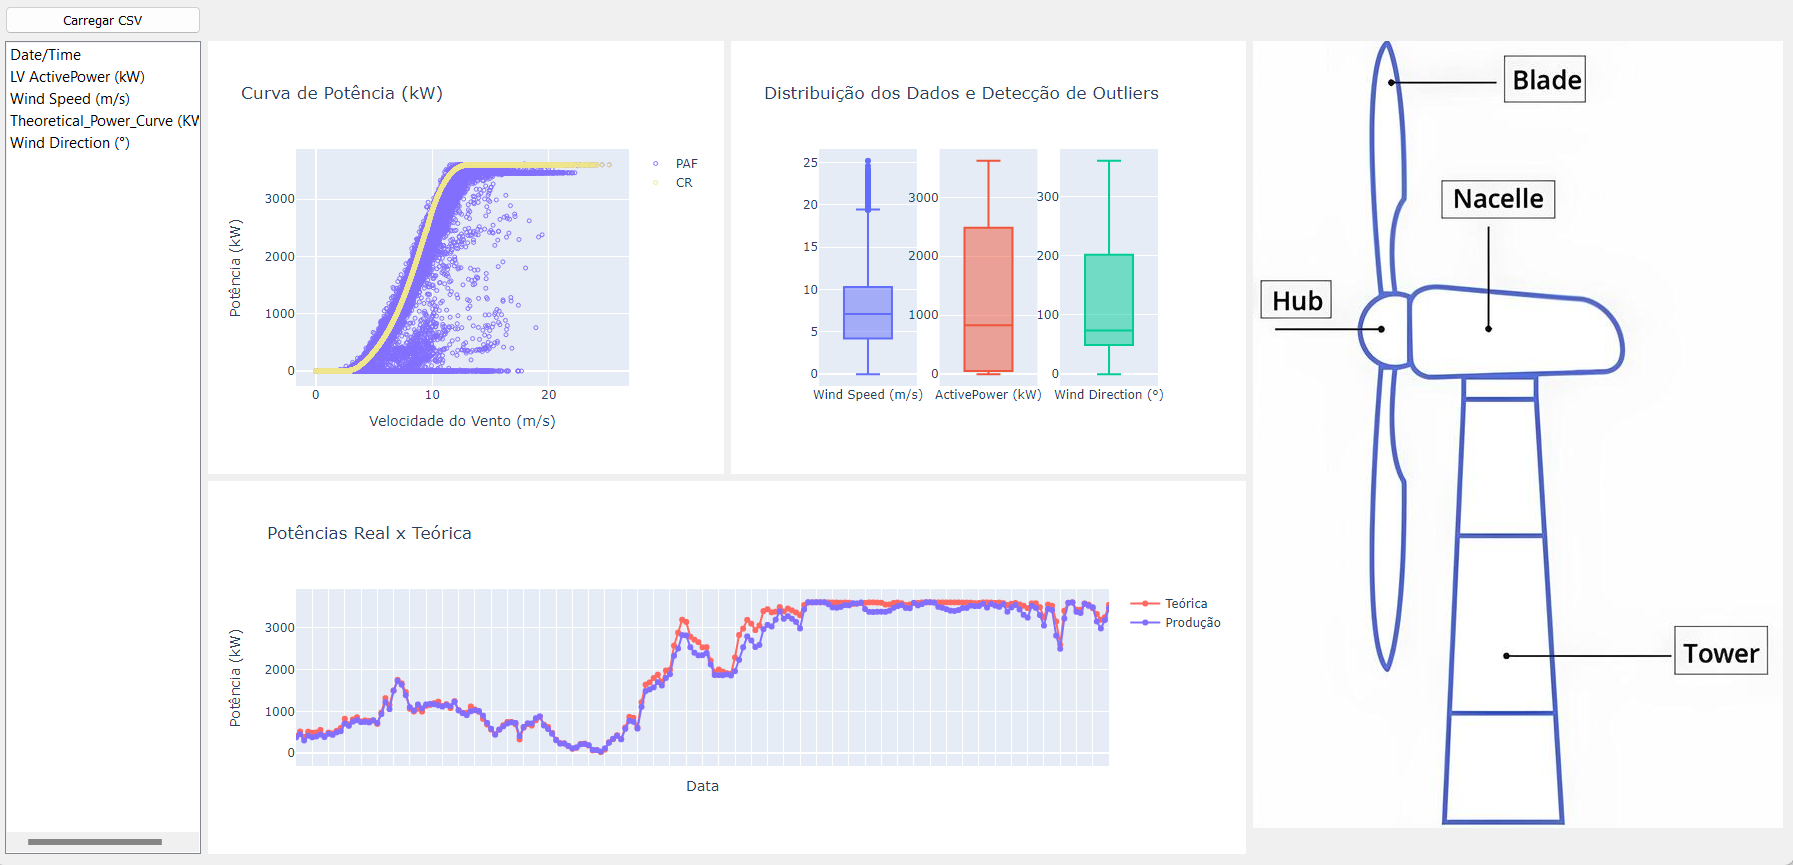 Carregar CSV
Date/Time
LV ActivePower (kW)
Wind Speed (m/s)
Theoretical_Power_Curve (KW
Wind Direction (°)
Curva de Potência (kW)
PAF
CR
3000
2000
1000
0
Potência (kW)
0 10 20
Velocidade do Vento (m/s)
Distribuição dos Dados e Detecção de Outliers
25
20
15
10
5
0
Wind Speed (m/s)
3000
2000
1000
0
ActivePower (kW)
300
200
100
0
Wind Direction (°)
Potências Real x Teórica
Teórica
Produção
3000
2000
1000
0
Potência (kW)
Data
Blade
Nacelle
Hub
Tower